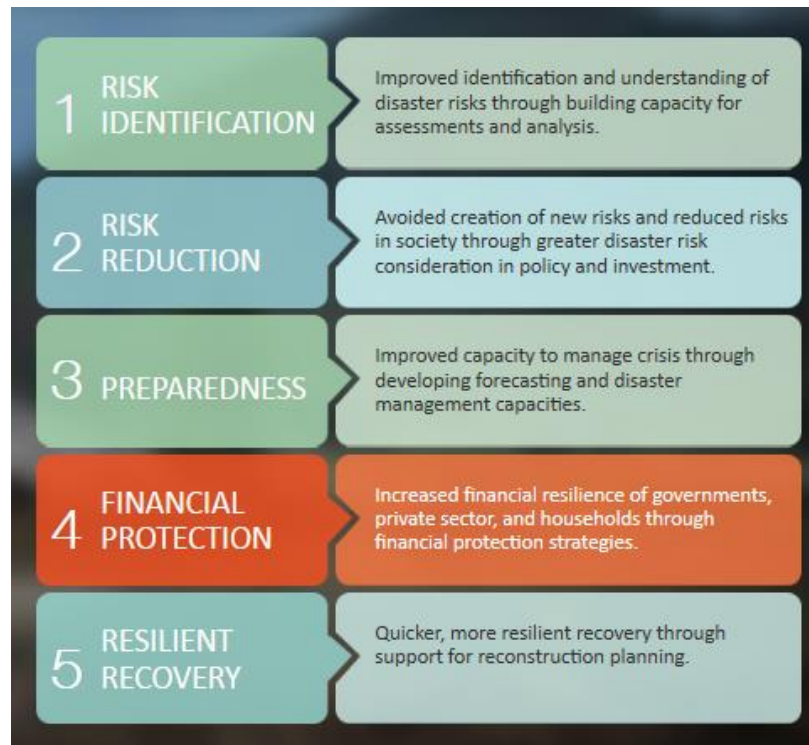 1 RISK
IDENTIFICATION
Improved identification and understanding of
disaster risks through building capacity for
assessments and analysis.
2 RISK
REDUCTION
Avoided creation of new risks and reduced risks
in society through greater disaster risk
consideration in policy and investment.
3 PREPAREDNESS
Improved capacity to manage crisis through
developing forecasting and disaster
management capacities.
4 FINANCIAL
PROTECTION
Increased financial resilience of governments,
private sector, and households through
financial protection strategies.
5 RESILIENT
RECOVERY
Quicker, more resilient recovery through
support for reconstruction planning.